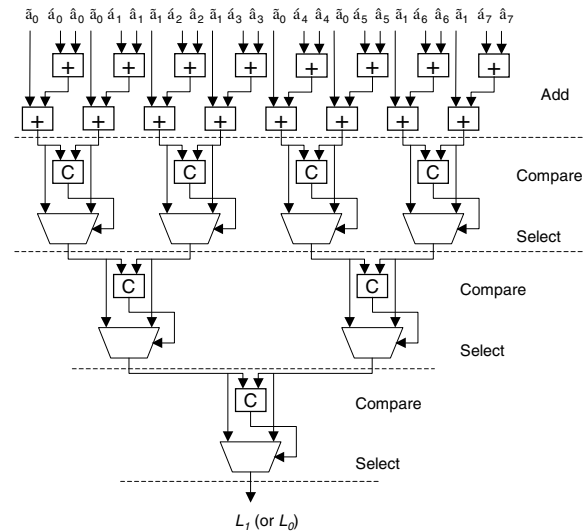 ã₀ á₀ â₀ ã₀ á₁ â₁ ã₁ á₂ â₂ ã₁ á₃ â₃ ã₀ á₄ â₄ ã₀ á₅ â₅ ã₁ á₆ â₆ ã₁ á₇ â₇
+ + + + + + + +
Add
+ + + + + + + +
C C C C
Compare
Select
C C
Compare
Select
C
Compare
Select
L₁ (or L₀)